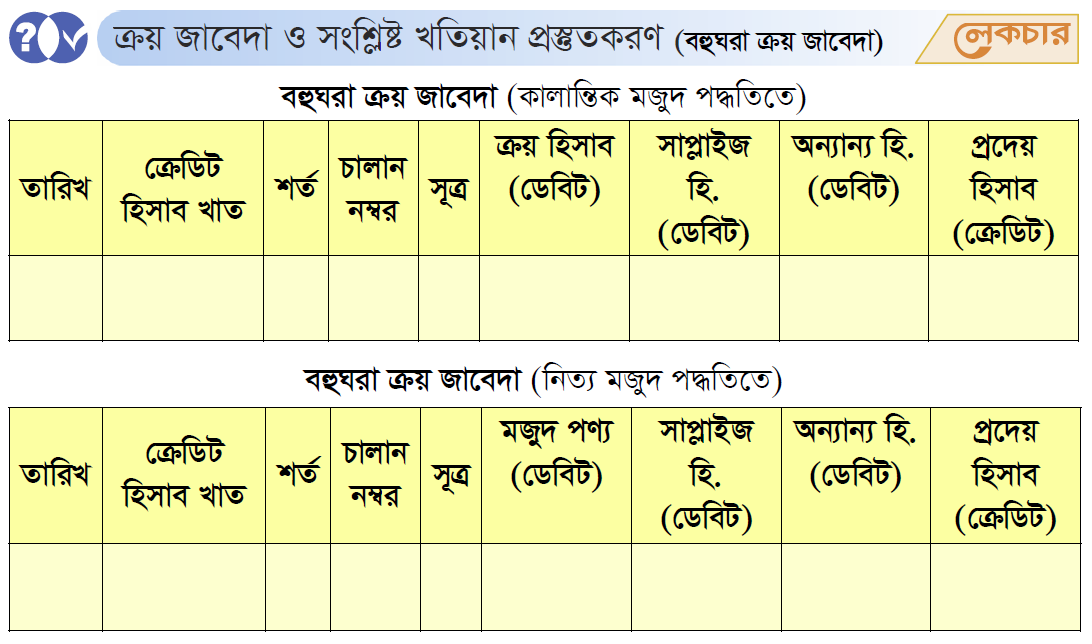 ক্রয় জাবেদা ও সংশ্লিষ্ট খতিয়ান প্রস্তুতকরণ (বহুঘরা ক্রয় জাবেদা)
লেকচার
বহুঘরা ক্রয় জাবেদা (কালান্তিক মজুদ পদ্ধতিতে)
তারিখ
ক্রেডিট
হিসাব খাত
শর্ত
চালান
নম্বর
সূত্র
ক্রয় হিসাব
(ডেবিট)
সাপ্লাইজ
হি.
(ডেবিট)
অন্যান্য হি.
(ডেবিট)
প্রদেয়
হিসাব
(ক্রেডিট)
বহুঘরা ক্রয় জাবেদা (নিত্য মজুদ পদ্ধতিতে)
তারিখ
ক্রেডিট
হিসাব খাত
শর্ত
চালান
নম্বর
সূত্র
মজুদ পণ্য
(ডেবিট)
সাপ্লাইজ
হি.
(ডেবিট)
অন্যান্য হি.
(ডেবিট)
প্রদেয়
হিসাব
(ক্রেডিট)